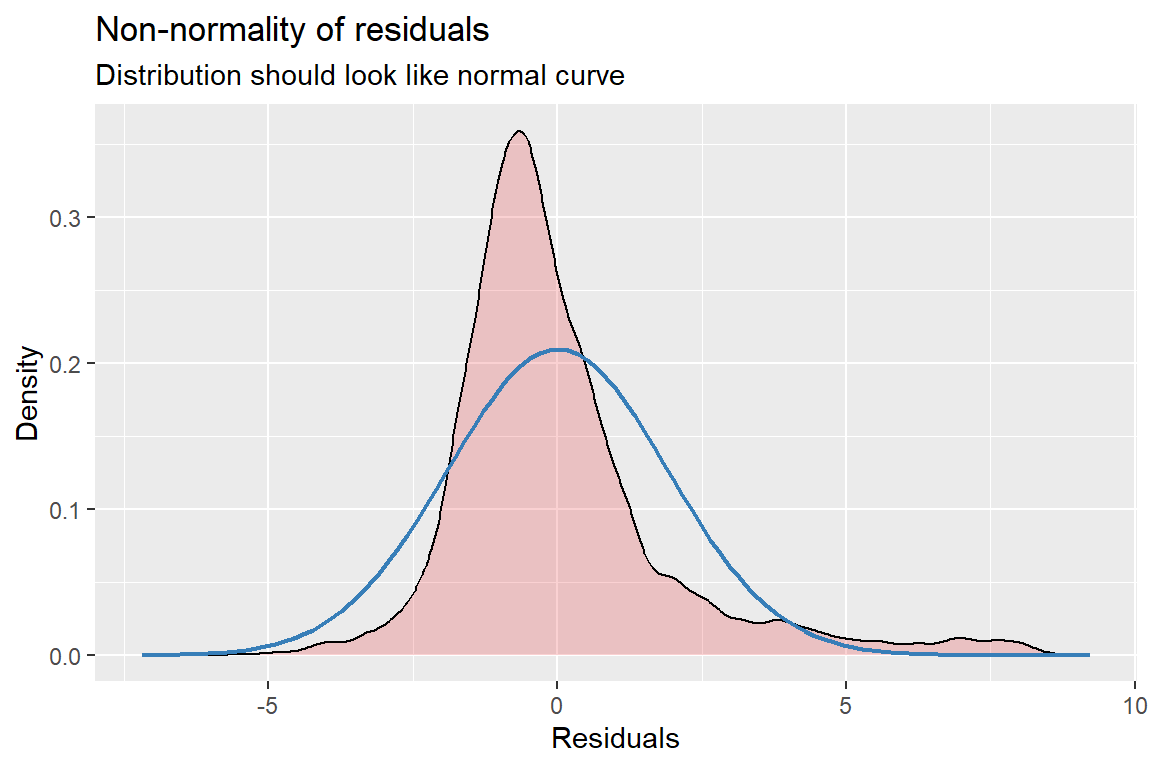 Non-normality of residuals
Distribution should look like normal curve
Density
0.3
0.2
0.1
0.0
-5 0 5 10
Residuals